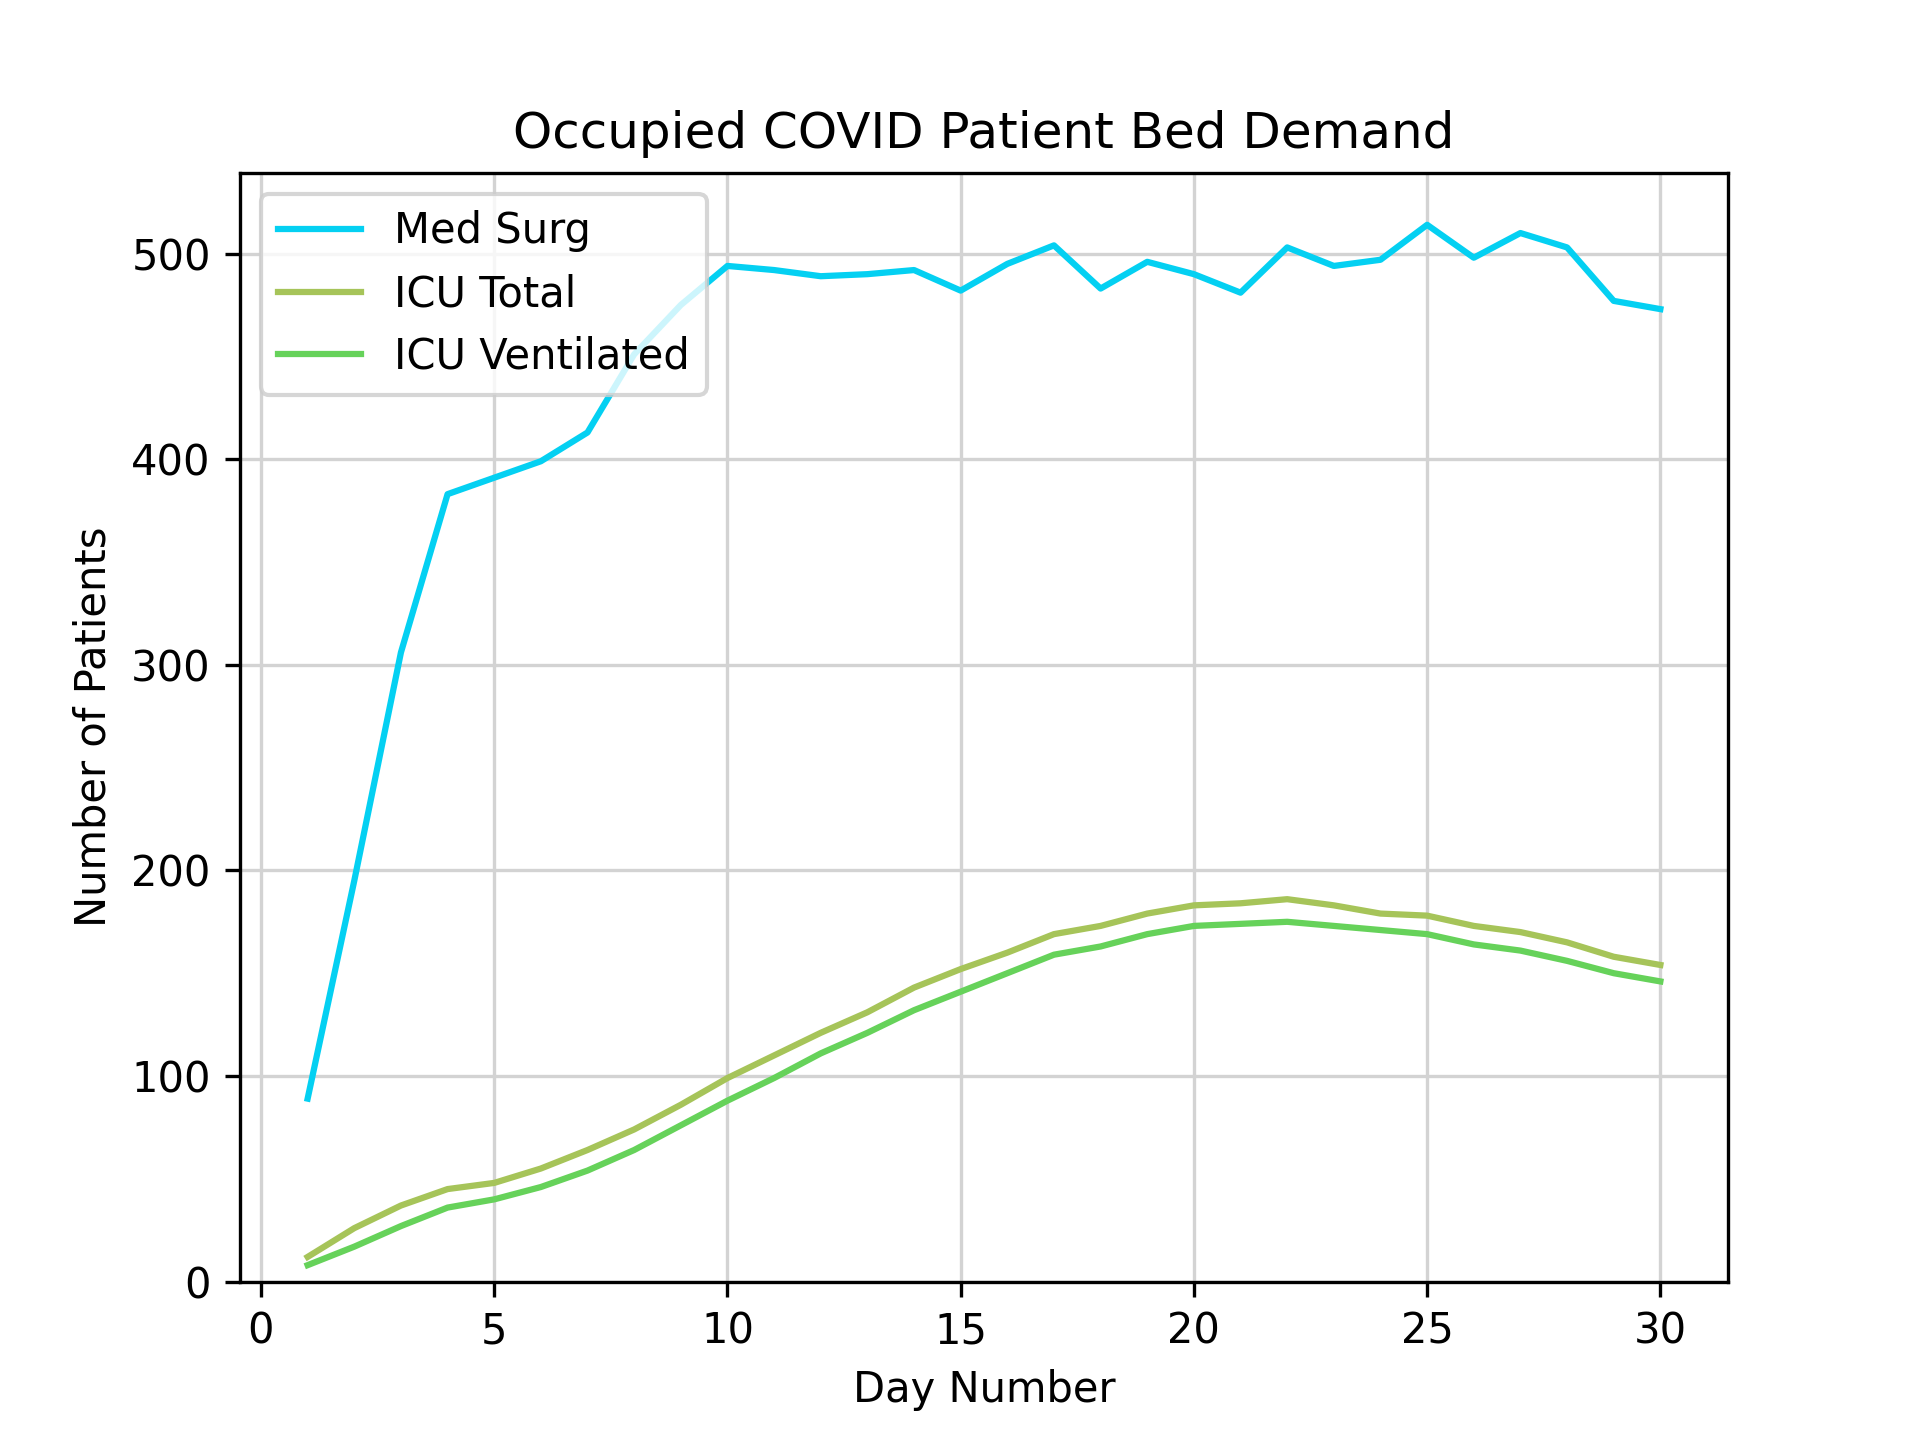 Occupied COVID Patient Bed Demand
Med Surg
ICU Total
ICU Ventilated
500
400
300
200
100
0
Number of Patients
0 5 10 15 20 25 30
Day Number